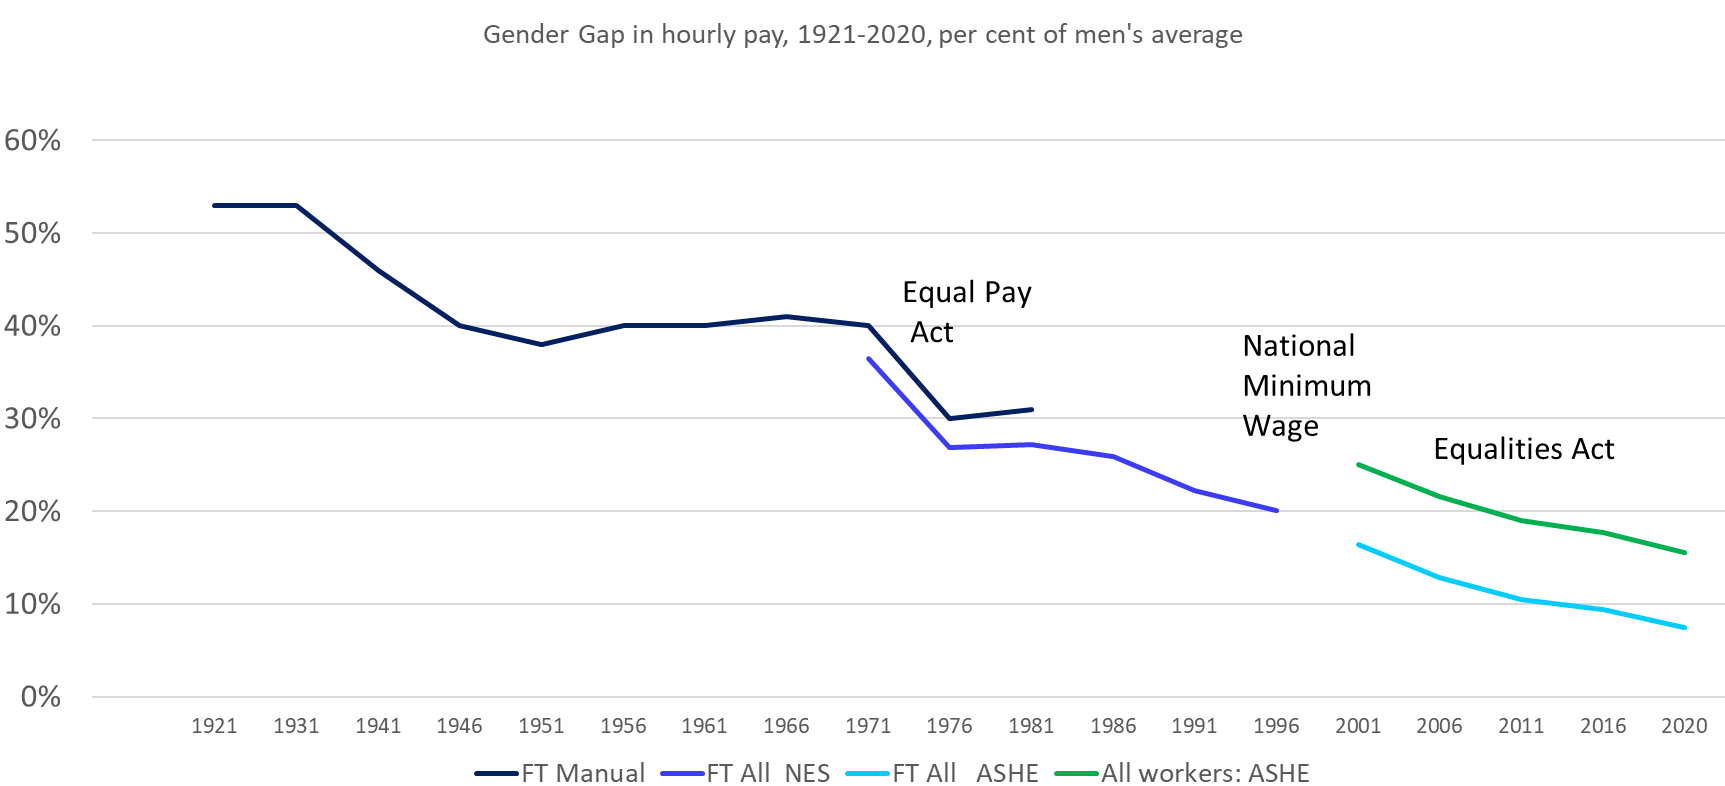 Gender Gap in hourly pay, 1921-2020, per cent of men's average
60%
50%
40%
30%
20%
10%
0%
Equal Pay
Act
National
Minimum
Wage
Equalities Act
1921 1931 1941 1946 1951 1956 1961 1966 1971 1976 1981 1986 1991 1996 2001 2006 2011 2016 2020
FT Manual FT All NES FT All ASHE All workers: ASHE